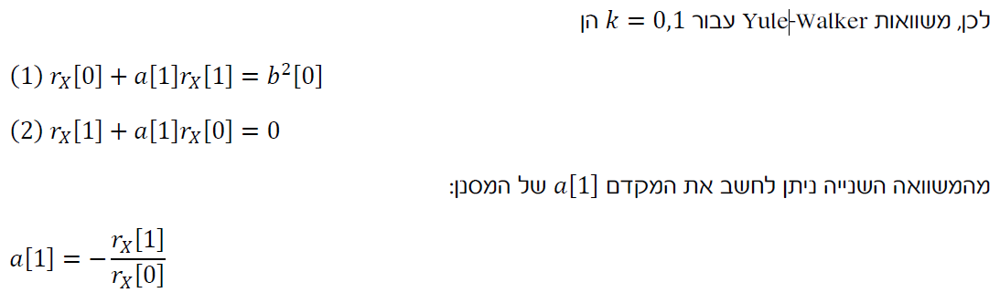 לכן, משוואות Yule-Walker עבור k = 0,1 הן
(1) r_X[0] + a[1]r_X[1] = b²[0]
(2) r_X[1] + a[1]r_X[0] = 0
מהמשוואה השנייה ניתן לחשב את המקדם a[1] של המסנן:
a[1] = −r_X[1]/r_X[0]